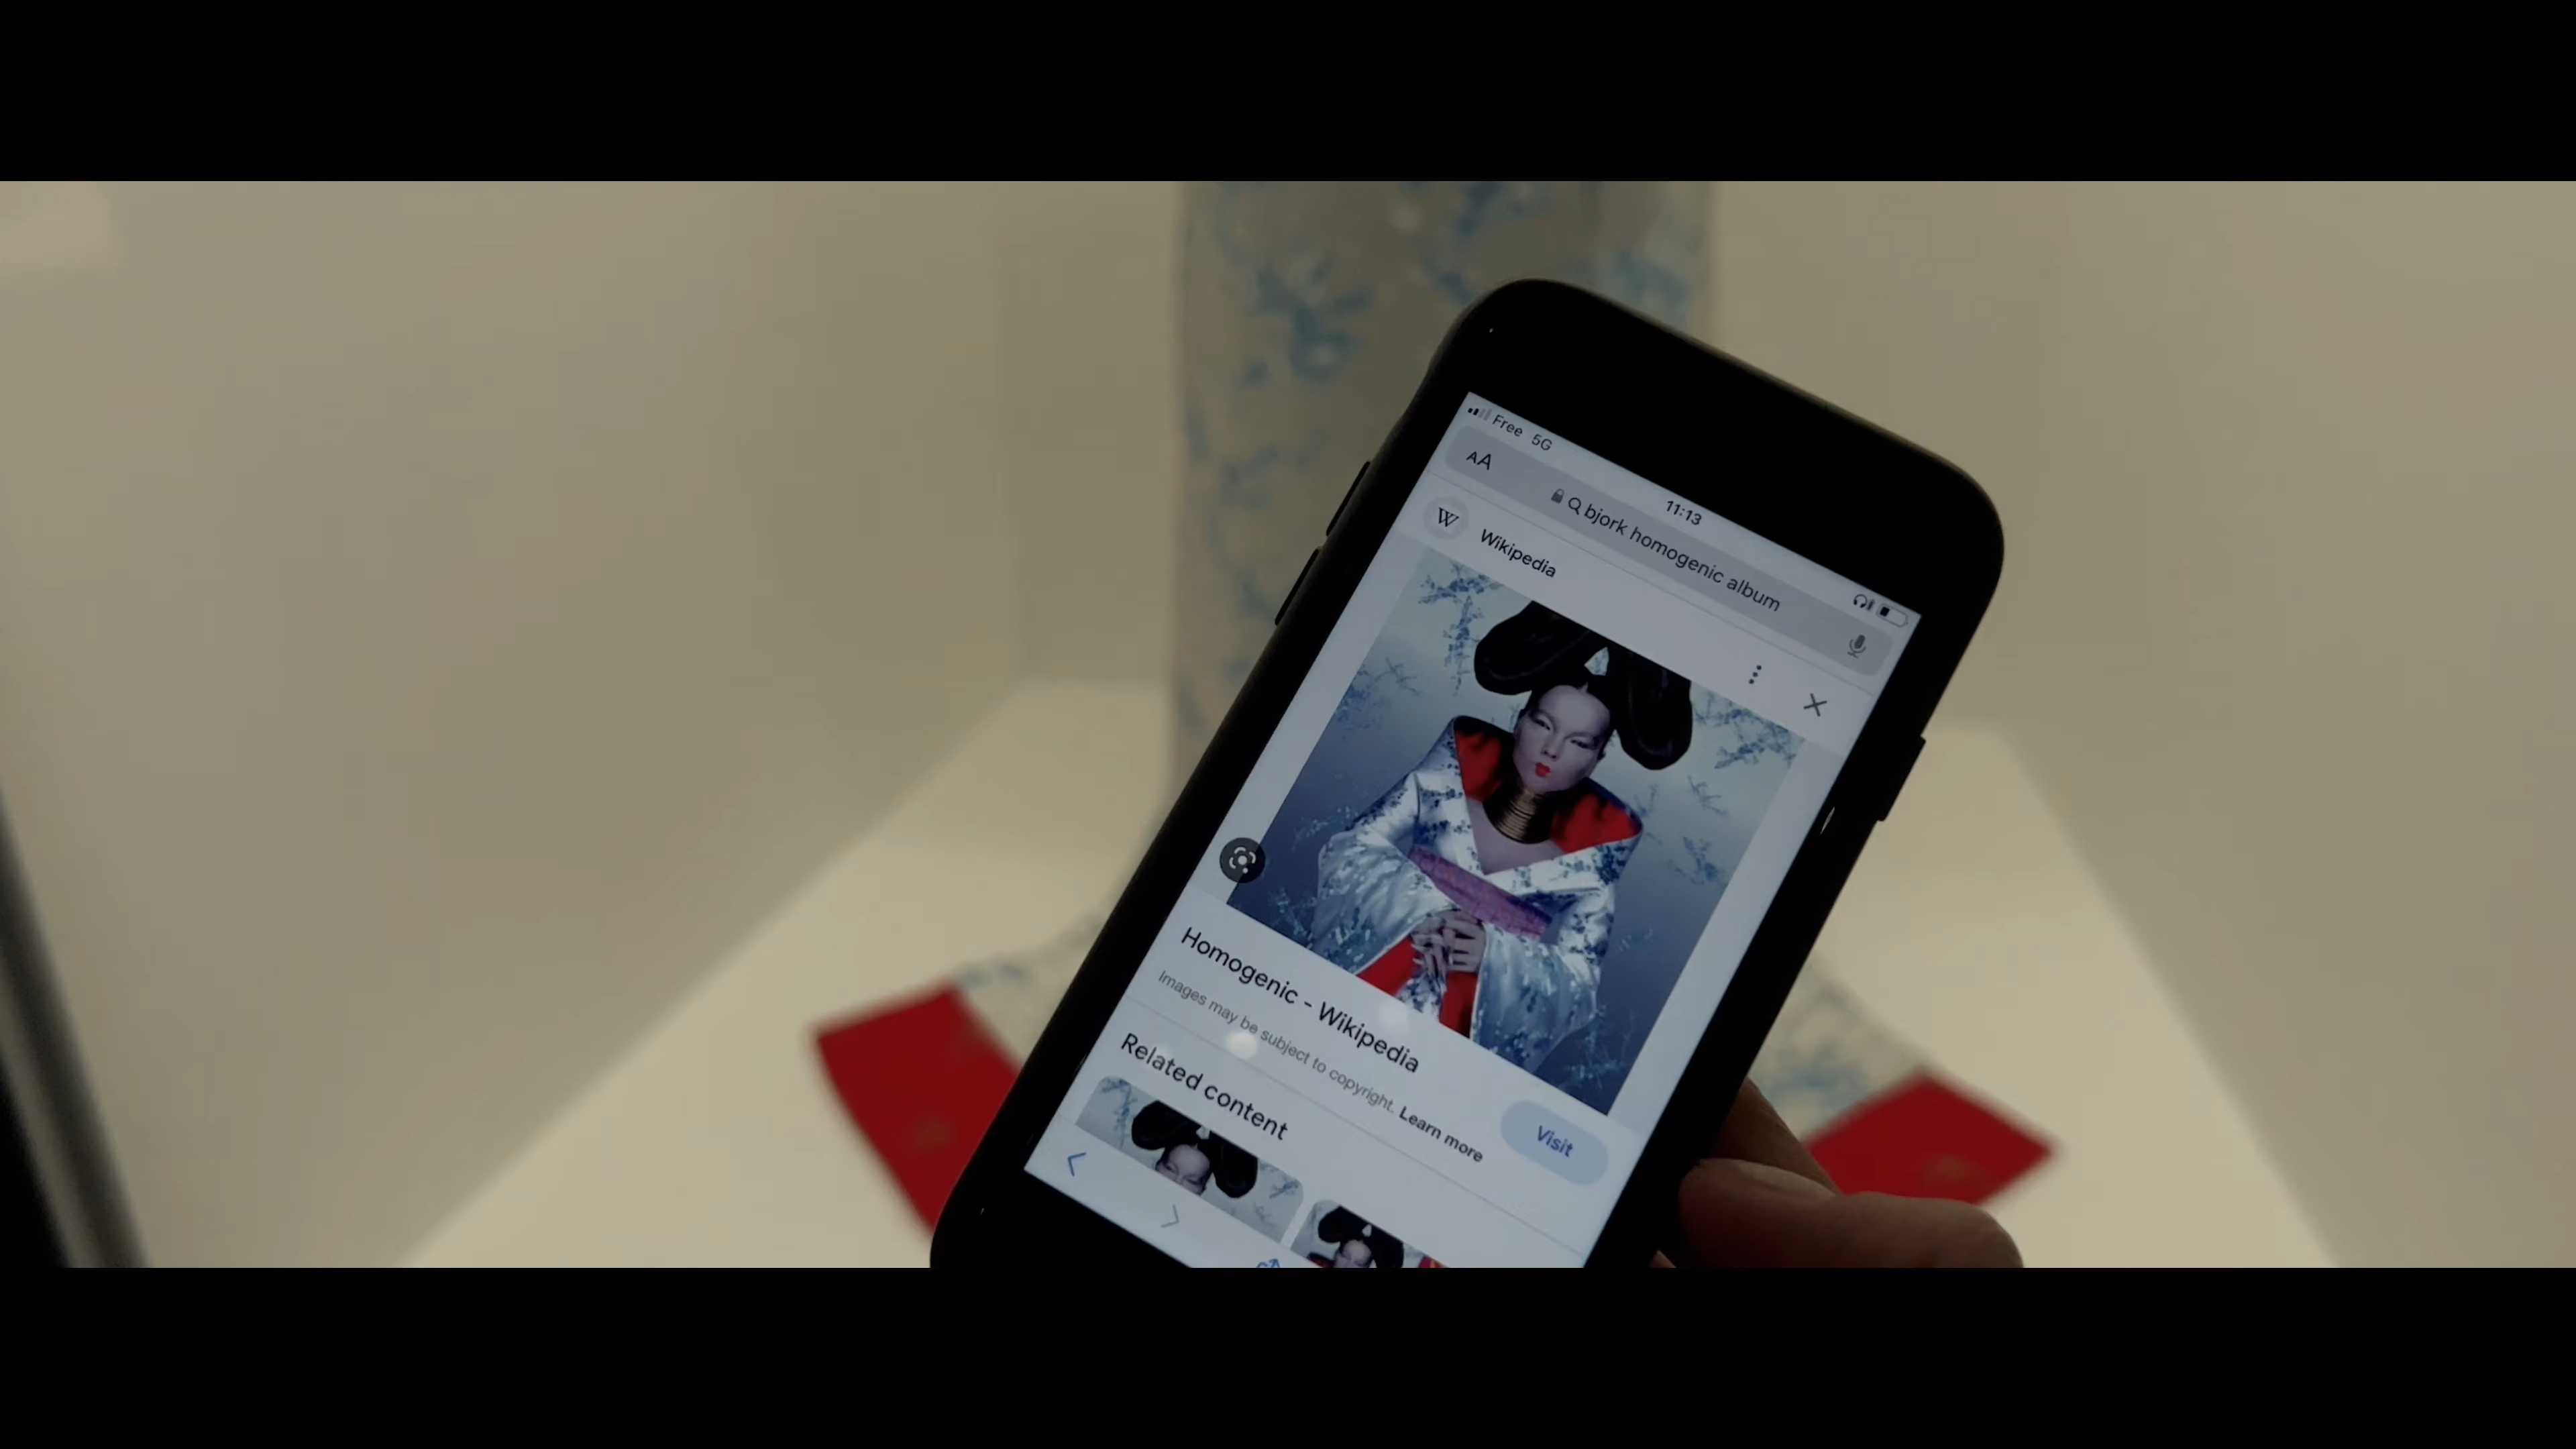 Free 5G
11:13
AA
bjork homogenic album
W
Wikipedia
Homogenic - Wikipedia
Images may be subject to copyright. Learn more
Visit
Related content